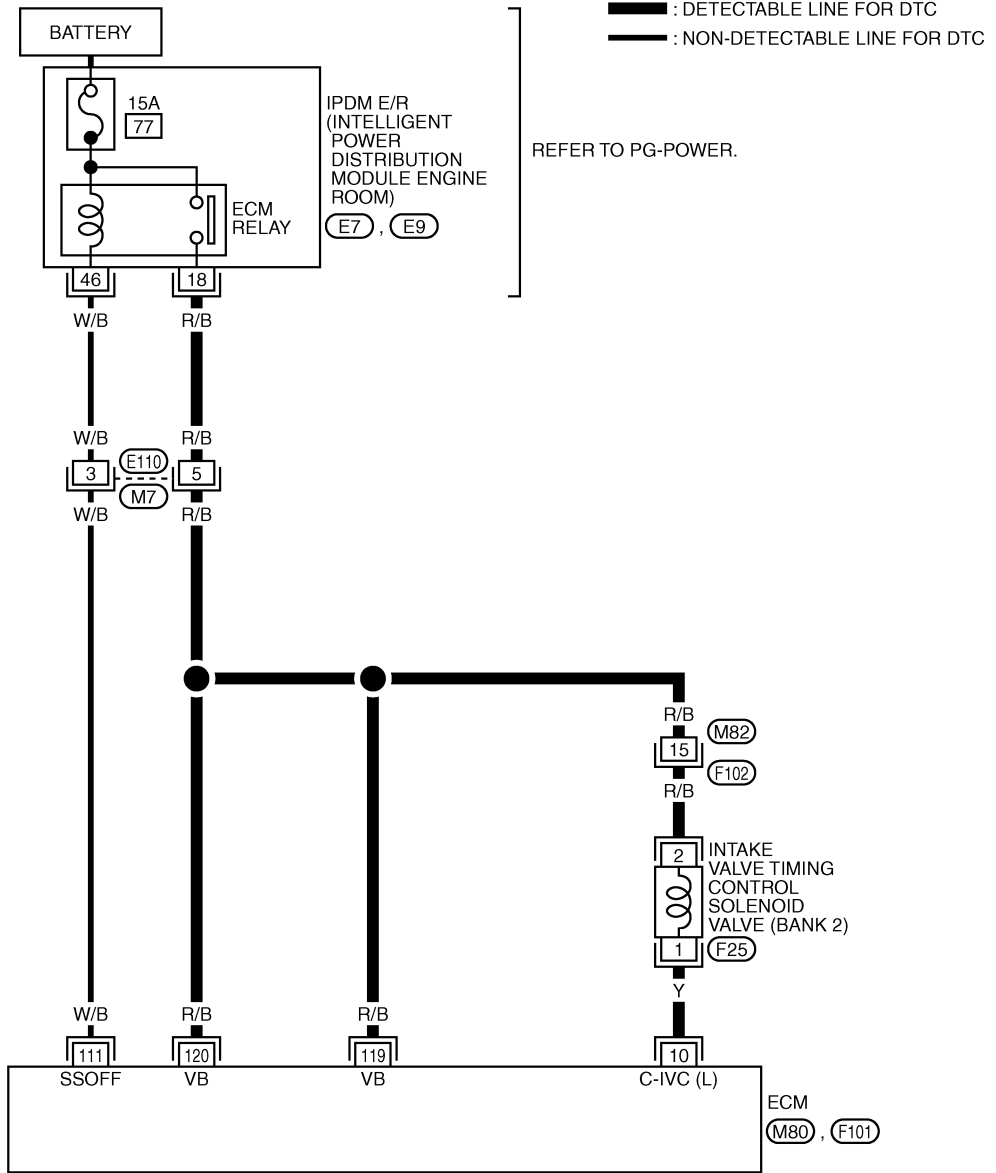 : DETECTABLE LINE FOR DTC
: NON-DETECTABLE LINE FOR DTC
BATTERY
15A
77
IPDM E/R
(INTELLIGENT
POWER
DISTRIBUTION
MODULE ENGINE
ROOM)
E7 , E9
REFER TO PG-POWER.
ECM
RELAY
46 18
W/B R/B
W/B R/B
3 E110 5
M7
W/B R/B
R/B
M82
15
F102
R/B
2
INTAKE
VALVE TIMING
CONTROL
SOLENOID
VALVE (BANK 2)
1 F25
Y
W/B R/B R/B
111 120 119 10
SSOFF VB VB C-IVC (L)
ECM
M80 , F101